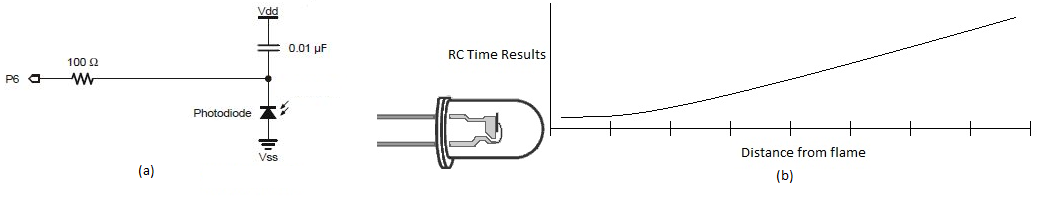 Vdd
0.01 µF
100 Ω
P6
Photodiode
Vss
(a)
RC Time Results
Distance from flame
(b)